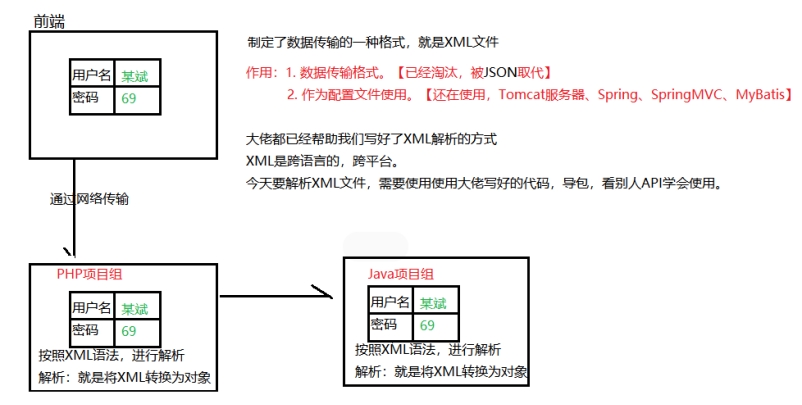 前端
用户名 某斌
密码 69
制定了数据传输的一种格式，就是XML文件
作用：1. 数据传输格式。【已经淘汰，被JSON取代】
2. 作为配置文件使用。【还在使用，Tomcat服务器、Spring、SpringMVC、MyBatis】
大佬都已经帮助我们写好了XML解析的方式
XML是跨语言的，跨平台。
今天要解析XML文件，需要使用使用大佬写好的代码，导包，看别人API学会使用。
通过网络传输
PHP项目组
用户名 某斌
密码 69
按照XML语法，进行解析
解析：就是将XML转换为对象
Java项目组
用户名 某斌
密码 69
按照XML语法，进行解析
解析：就是将XML转换为对象